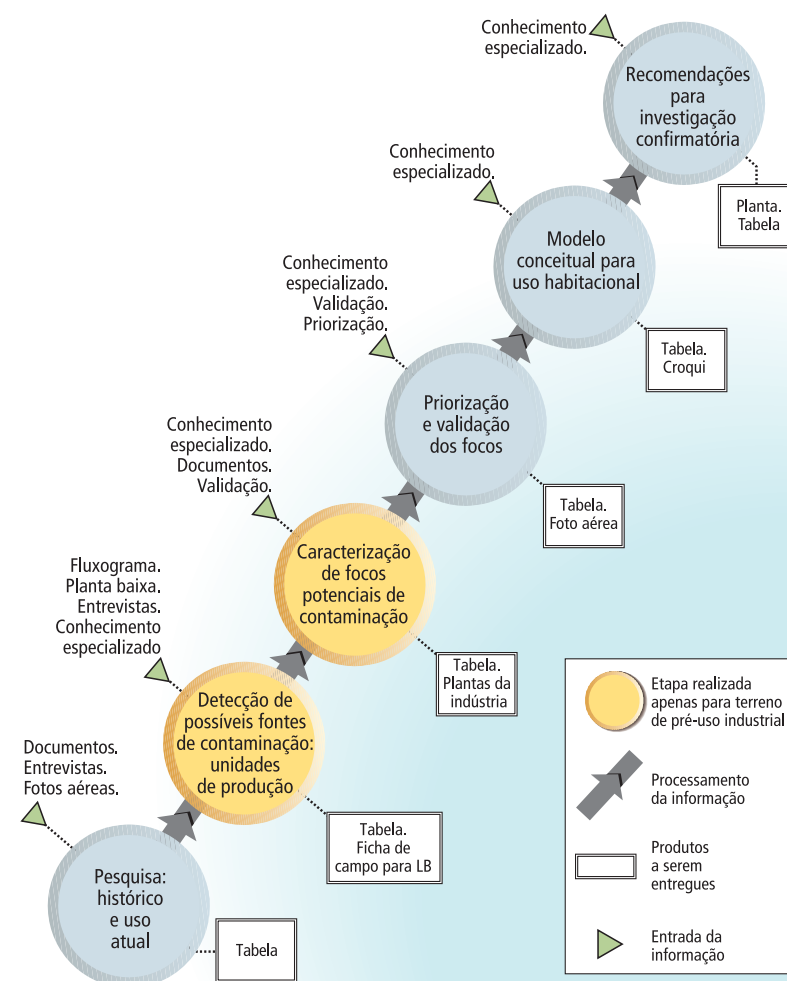 Conhecimento
especializado.
Recomendações
para
investigação
confirmatória
Planta.
Tabela
Conhecimento
especializado.
Modelo
conceitual para
uso habitacional
Tabela.
Croqui
Conhecimento
especializado.
Validação.
Priorização.
Priorização
e validação
dos focos
Tabela.
Foto aérea
Conhecimento
especializado.
Documentos.
Validação.
Caracterização
de focos
potenciais de
contaminação
Tabela.
Plantas da
indústria
Fluxograma.
Planta baixa.
Entrevistas.
Conhecimento
especializado
Detecção de
possíveis fontes
de contaminação:
unidades
de produção
Tabela.
Ficha de
campo para LB
Documentos.
Entrevistas.
Fotos aéreas.
Pesquisa:
histórico
e uso
atual
Tabela
Etapa realizada
apenas para terreno
de pré-uso industrial
Processamento
da informação
Produtos
a serem
entregues
Entrada da
informação